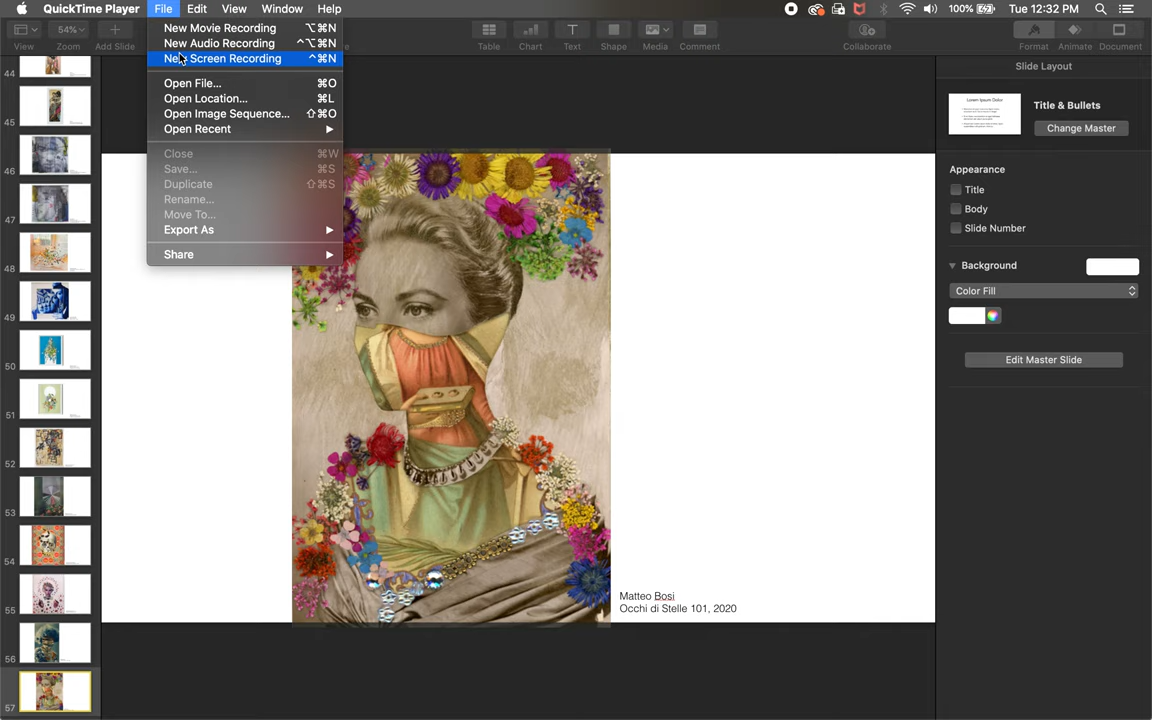 QuickTime Player File Edit View Window Help 100% Tue 12:32 PM
New Movie Recording ⌥⌘N
New Audio Recording ^⌥⌘N
New Screen Recording ^⌘N
Open File... ⌘O
Open Location... ⌘L
Open Image Sequence... ⇧⌘O
Open Recent
Close ⌘W
Save... ⌘S
Duplicate ⇧⌘S
Rename...
Move To...
Export As
Share
54%
View Zoom Add Slide Table Chart Text Shape Media Comment Collaborate Format Animate Document
44
45
46
47
48
49
50
51
52
53
54
55
56
57
Matteo Bosi
Occhi di Stelle 101, 2020
Slide Layout
Lorem Ipsum Dolor
Title & Bullets
Change Master
Appearance
Title
Body
Slide Number
Background
Color Fill
Edit Master Slide